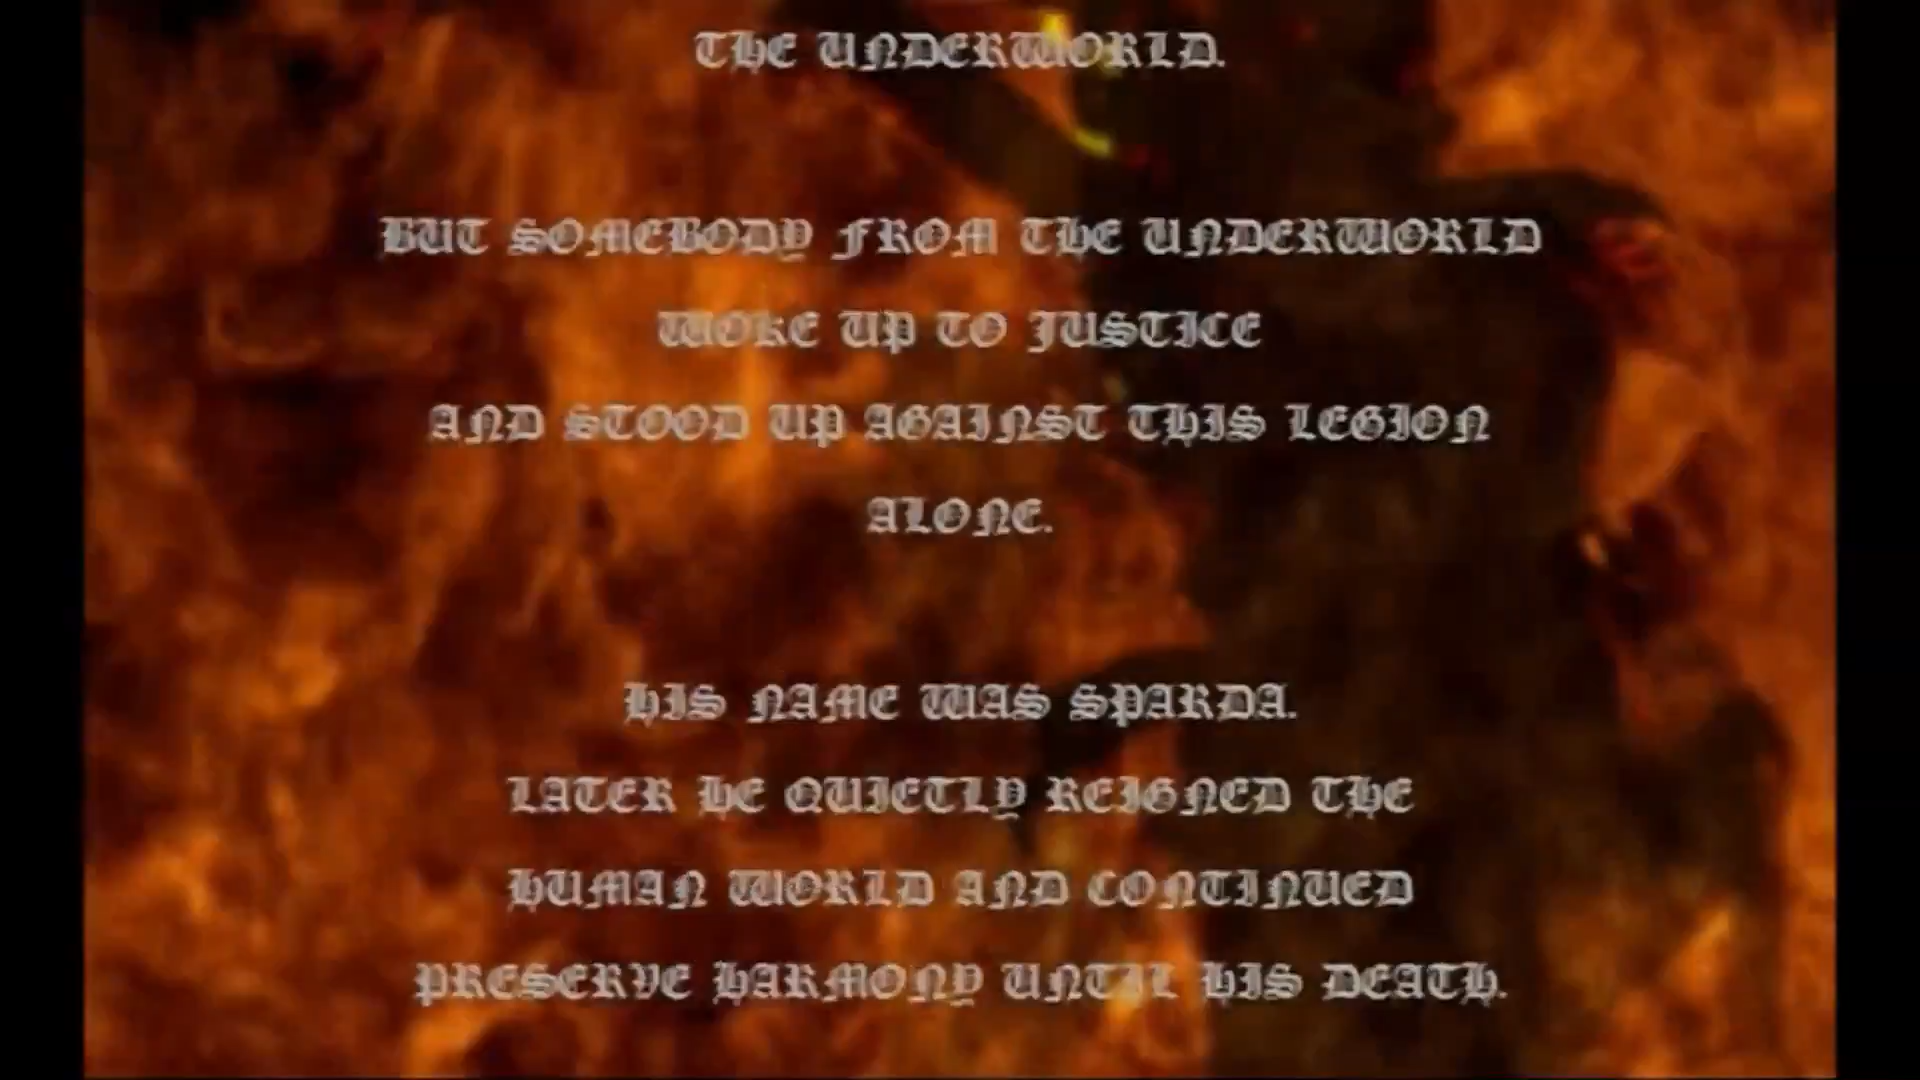 THE UNDERWORLD.
BUT SOMEBODY FROM THE UNDERWORLD
WOKE UP TO JUSTICE
AND STOOD UP AGAINST THIS LEGION
ALONE.
HIS NAME WAS SPARDA.
LATER HE QUIETLY REIGNED THE
HUMAN WORLD AND CONTINUED
PRESERVE HARMONY UNTIL HIS DEATH.